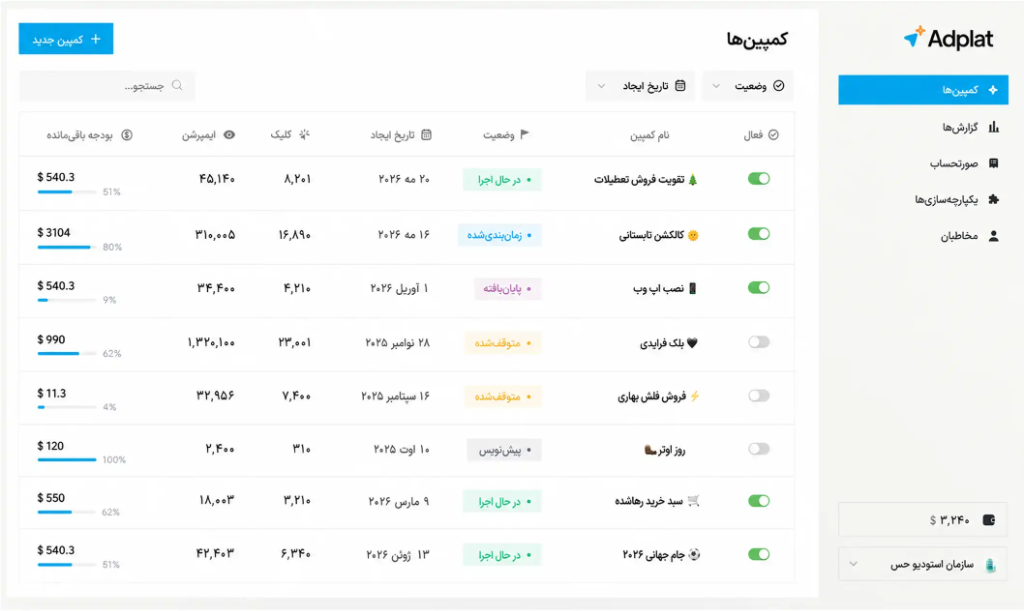 Adplat
کمپین‌ها
گزارش‌ها
صورتحساب
یکپارچه‌سازی‌ها
مخاطبان
$ ۳,۲۴۰
سازمان استودیو حس
کمپین‌ها
+ کمپین جدید
وضعیت
تاریخ ایجاد
جستجو...
فعال نام کمپین وضعیت تاریخ ایجاد کلیک ایمپرشن بودجه باقی‌مانده
🎄 تقویت فروش تعطیلات • در حال اجرا ۲۰ مه ۲۰۲۶ ۸,۲۰۱ ۴۵,۱۴۰ $ 540.3 51%
🌞 کالکشن تابستانی • زمان‌بندی‌شده ۱۶ مه ۲۰۲۶ ۱۶,۸۹۰ ۳۱۰,۰۰۵ $ 3104 80%
📱 نصب اپ وب • پایان‌یافته ۱ آوریل ۲۰۲۶ ۴,۲۱۰ ۳۴,۴۰۰ $ 540.3 9%
🖤 بلک فرایدی • متوقف‌شده ۲۸ نوامبر ۲۰۲۵ ۲۳,۰۰۱ ۱,۳۲۰,۱۰۰ $ 990 62%
⚡ فروش فلش بهاری • متوقف‌شده ۱۶ سپتامبر ۲۰۲۵ ۷,۴۰۰ ۳۲,۹۵۶ $ 11.3 4%
روز اوتر🥾 • پیش‌نویس ۱۰ اوت ۲۰۲۵ ۳۱۰ ۲,۴۰۰ $ 120 100%
🛒 سبد خرید رهاشده • در حال اجرا ۹ مارس ۲۰۲۶ ۳,۲۱۰ ۱۸,۰۰۳ $ 550 62%
⚽ جام جهانی ۲۰۲۶ • در حال اجرا ۱۳ ژوئن ۲۰۲۶ ۶,۳۴۰ ۴۲,۴۰۳ $ 540.3 51%